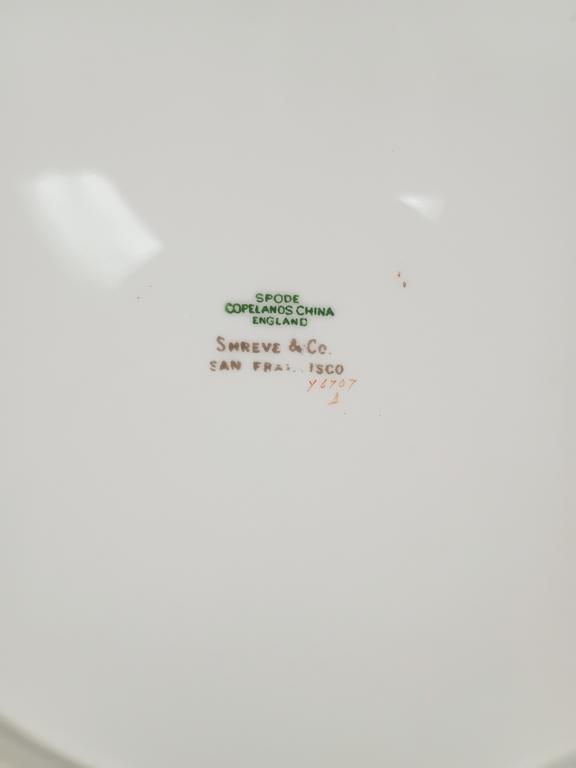 SPODE
COPELANDS CHINA
ENGLAND
SHREVE & Co.
SAN
Y6707